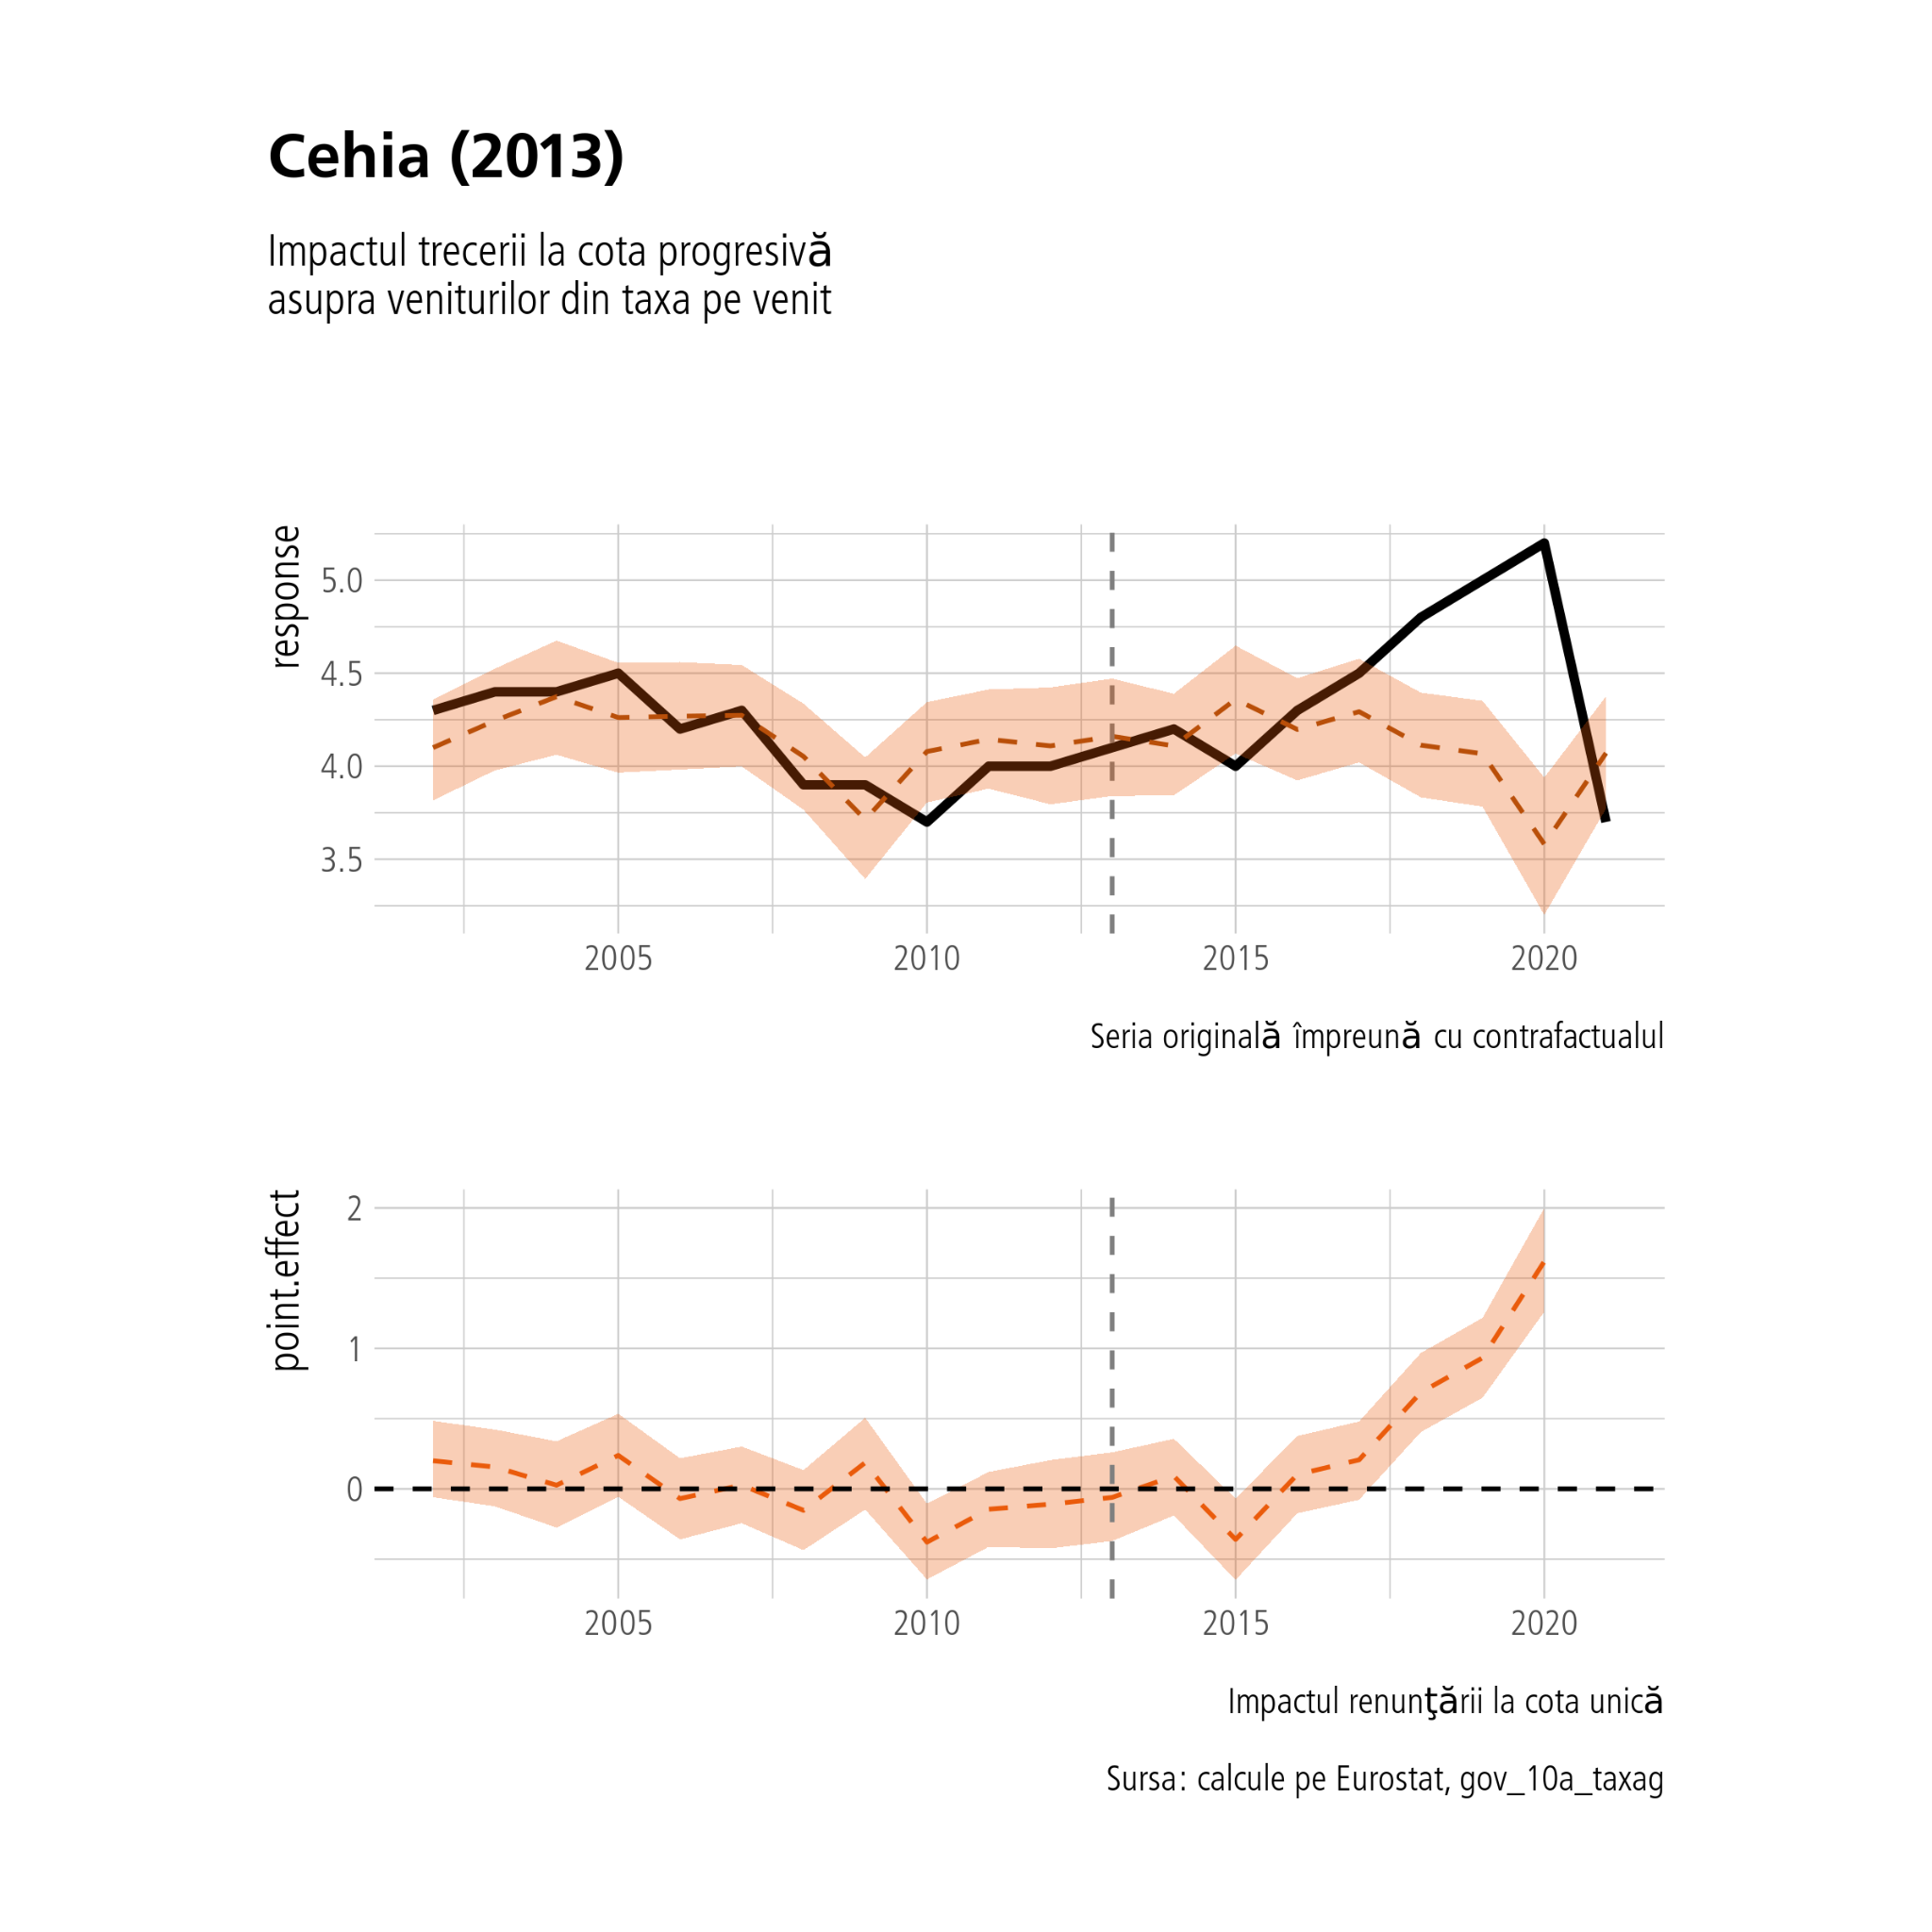 Cehia (2013)
Impactul trecerii la cota progresivă
asupra veniturilor din taxa pe venit
response
5.0
4.5
4.0
3.5
2005 2010 2015 2020
Seria originală împreună cu contrafactualul
point.effect
2
1
0
2005 2010 2015 2020
Impactul renunţării la cota unică
Sursa: calcule pe Eurostat, gov_10a_taxag